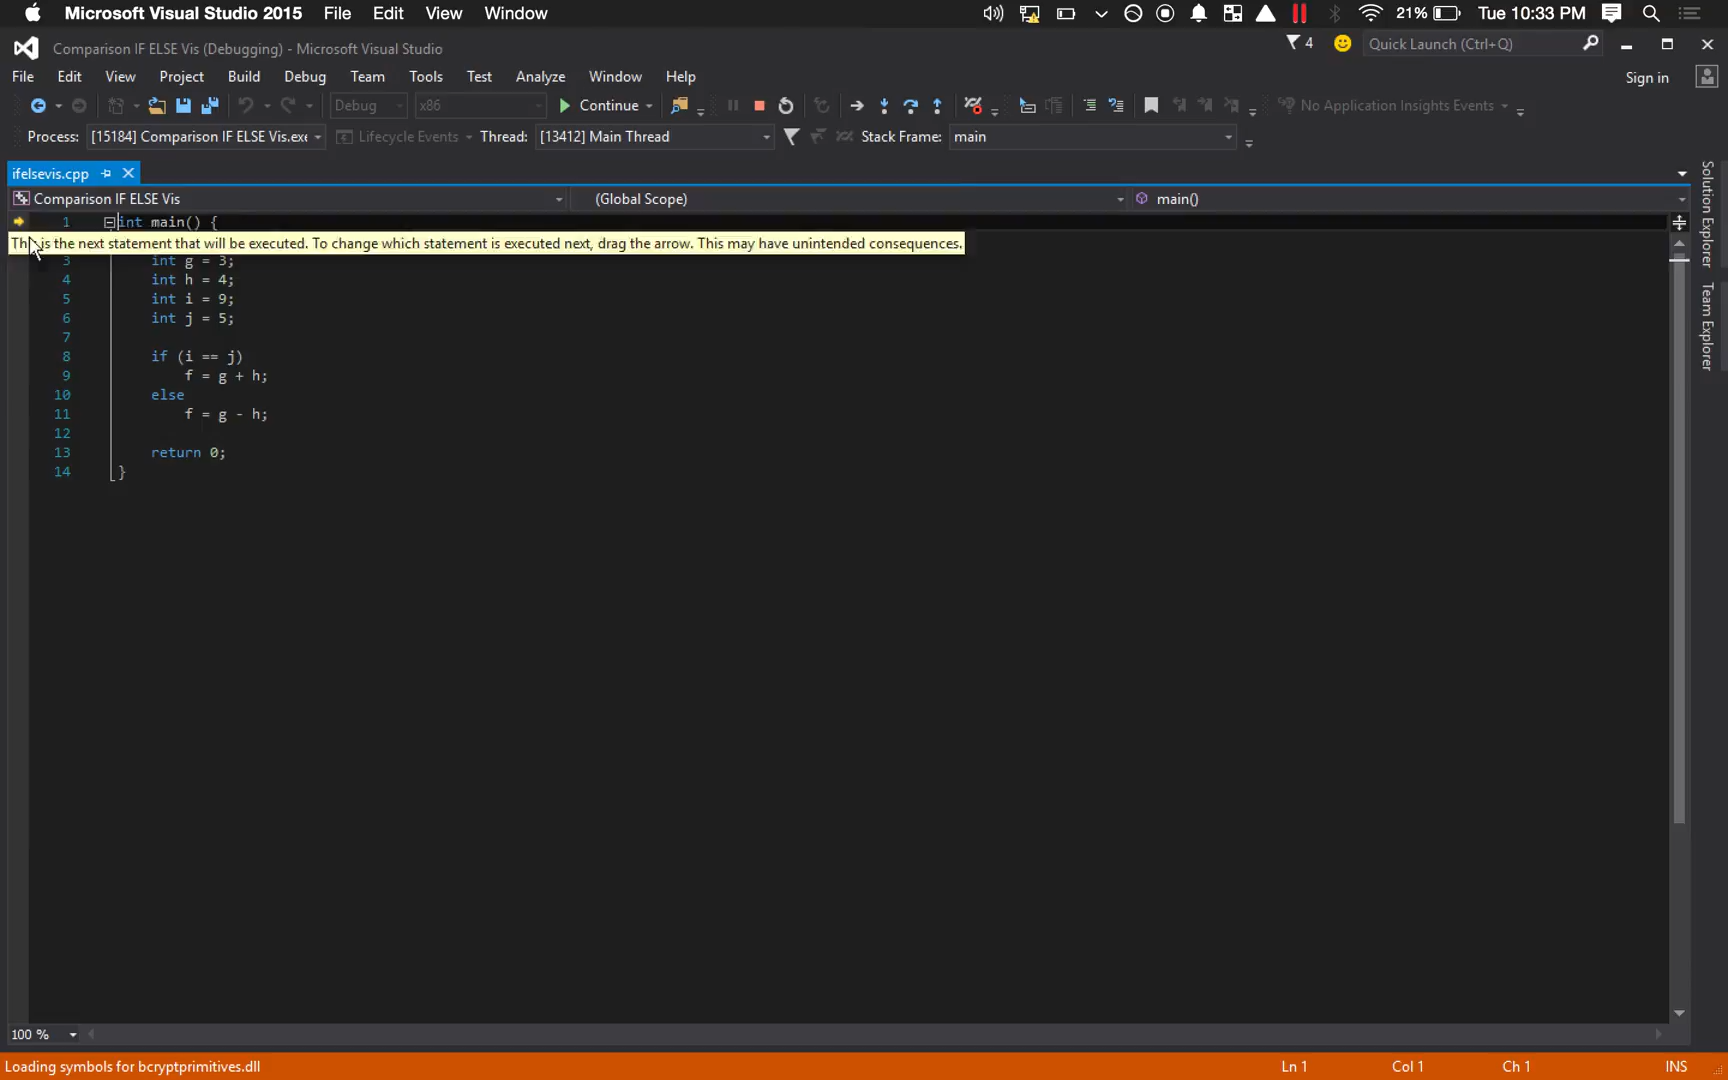 Microsoft Visual Studio 2015 File Edit View Window 21% Tue 10:33 PM
Comparison IF ELSE Vis (Debugging) - Microsoft Visual Studio 4 Quick Launch (Ctrl+Q)
File Edit View Project Build Debug Team Tools Test Analyze Window Help Sign in
Debug x86 Continue No Application Insights Events
Process: [15184] Comparison IF ELSE Vis.exe Lifecycle Events Thread: [13412] Main Thread Stack Frame: main
ifelsevis.cpp
Comparison IF ELSE Vis (Global Scope) main()
1 int main() {
This is the next statement that will be executed. To change which statement is executed next, drag the arrow. This may have unintended consequences.
3 int g = 3;
4 int h = 4;
5 int i = 9;
6 int j = 5;
7
8 if (i == j)
9 f = g + h;
10 else
11 f = g - h;
12
13 return 0;
14 }
Solution Explorer
Team Explorer
100 %
Loading symbols for bcryptprimitives.dll Ln 1 Col 1 Ch 1 INS